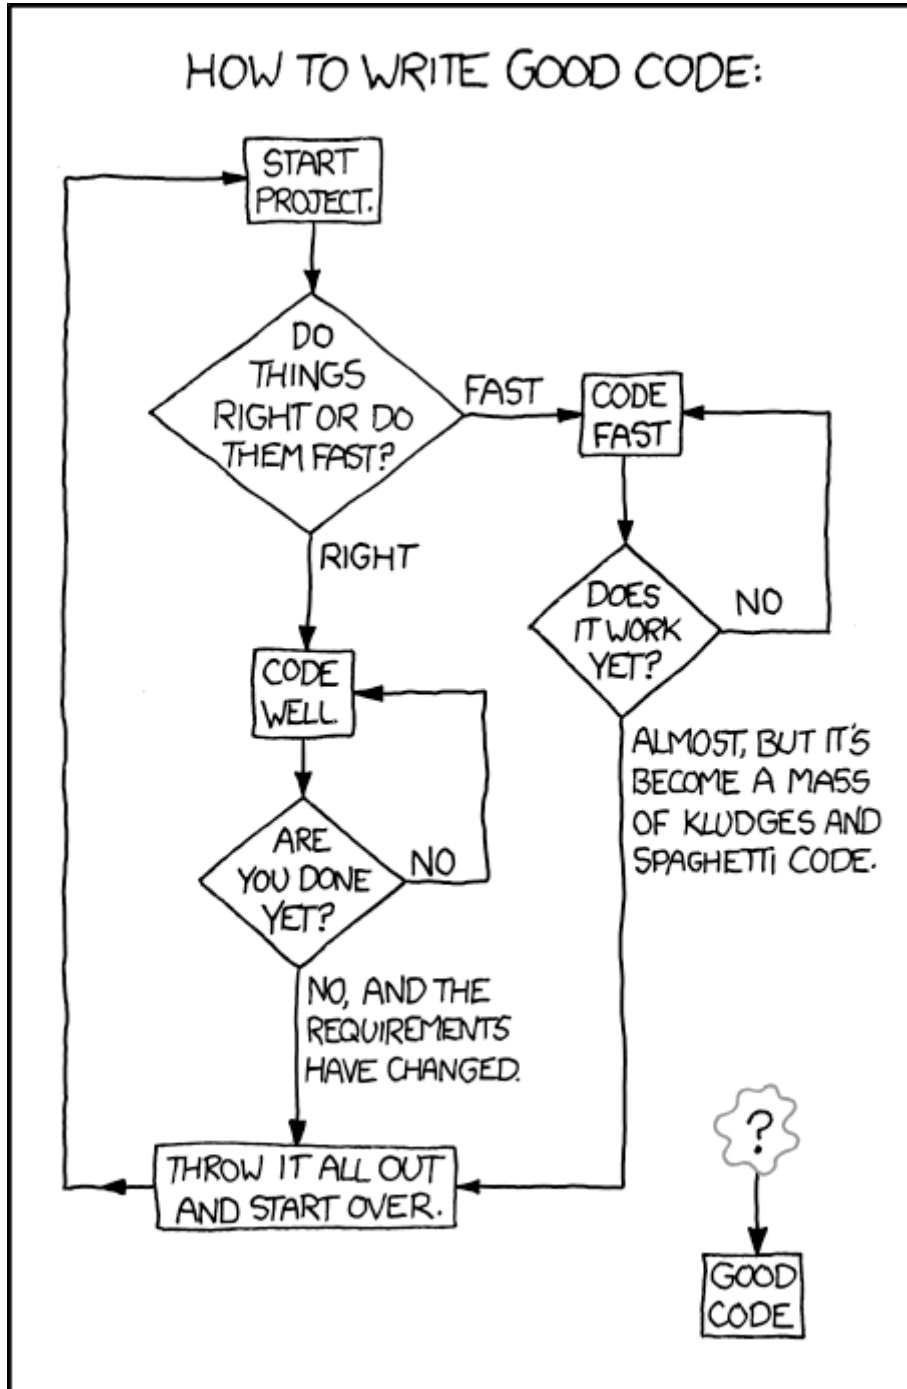 HOW TO WRITE GOOD CODE:
START
PROJECT.
DO
THINGS
RIGHT OR DO
THEM FAST?
FAST
CODE
FAST
RIGHT
DOES
IT WORK
YET?
NO
CODE
WELL.
ALMOST, BUT IT'S
BECOME A MASS
OF KLUDGES AND
SPAGHETTI CODE.
ARE
YOU DONE
YET?
NO
NO, AND THE
REQUIREMENTS
HAVE CHANGED.
THROW IT ALL OUT
AND START OVER.
?
GOOD
CODE